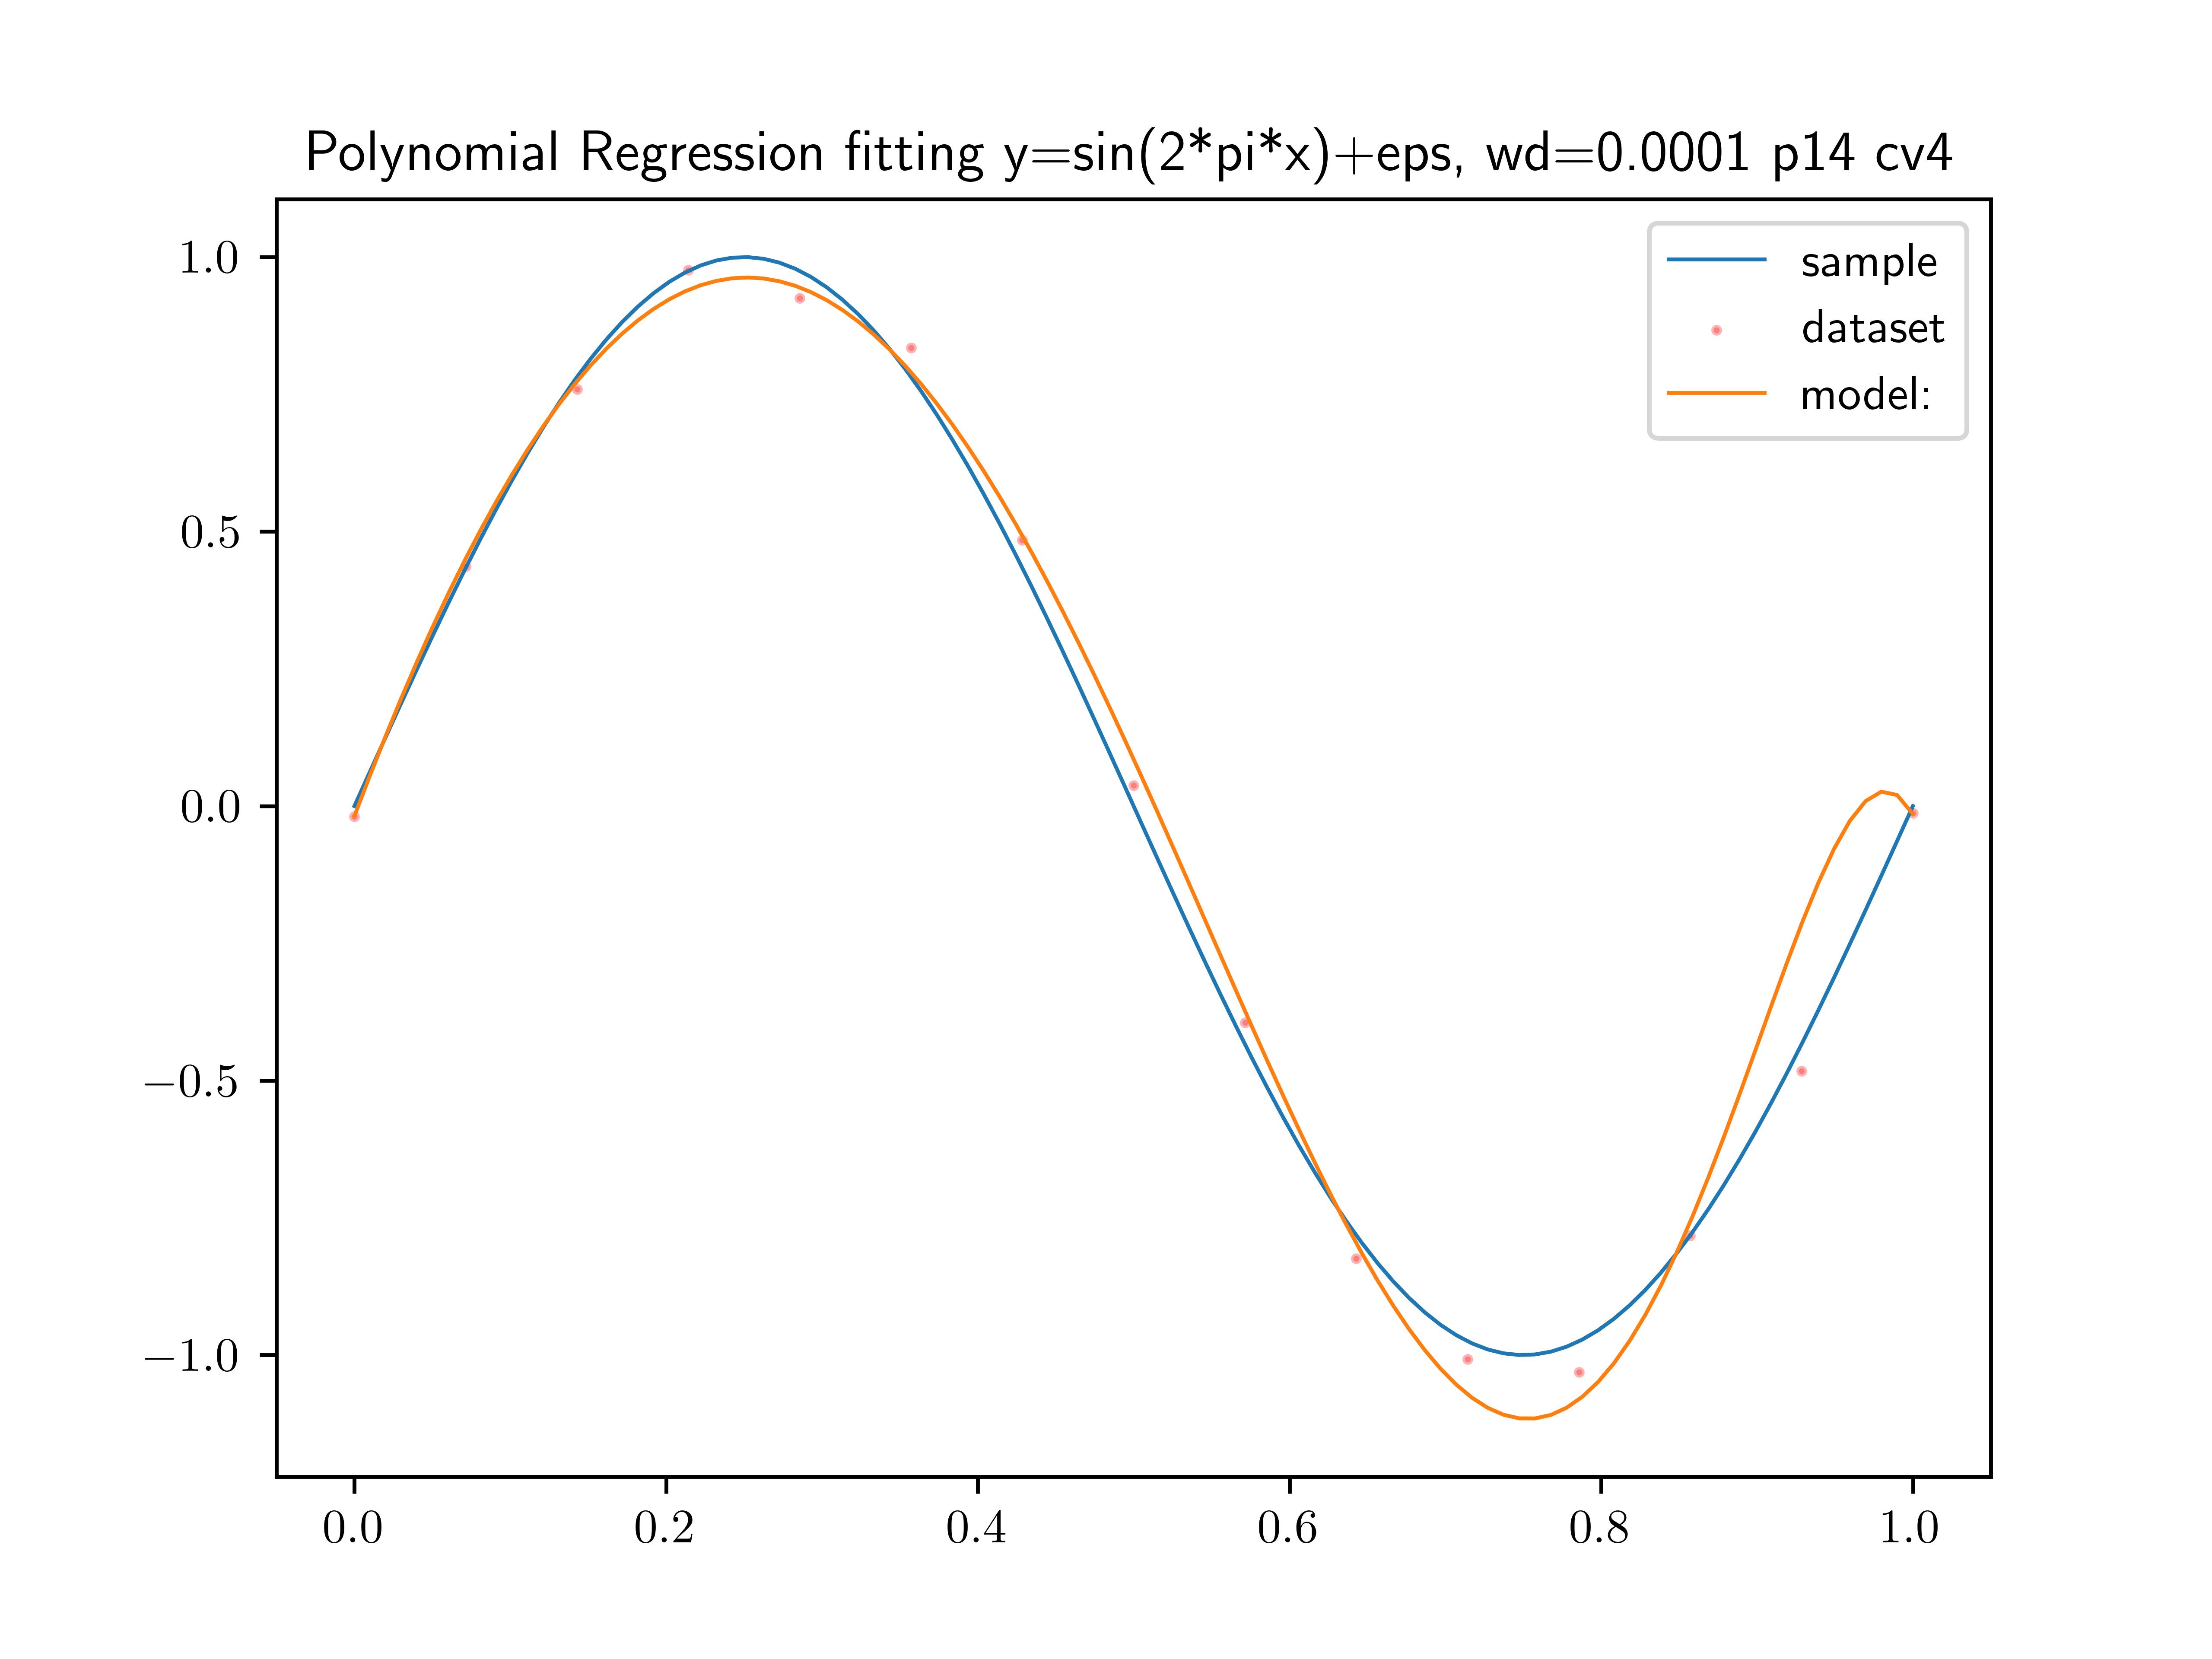 Polynomial Regression fitting y=sin(2*pi*x)+eps, wd=0.0001 p14 cv4
sample
dataset
model:
1.0
0.5
0.0
−0.5
−1.0
0.0 0.2 0.4 0.6 0.8 1.0